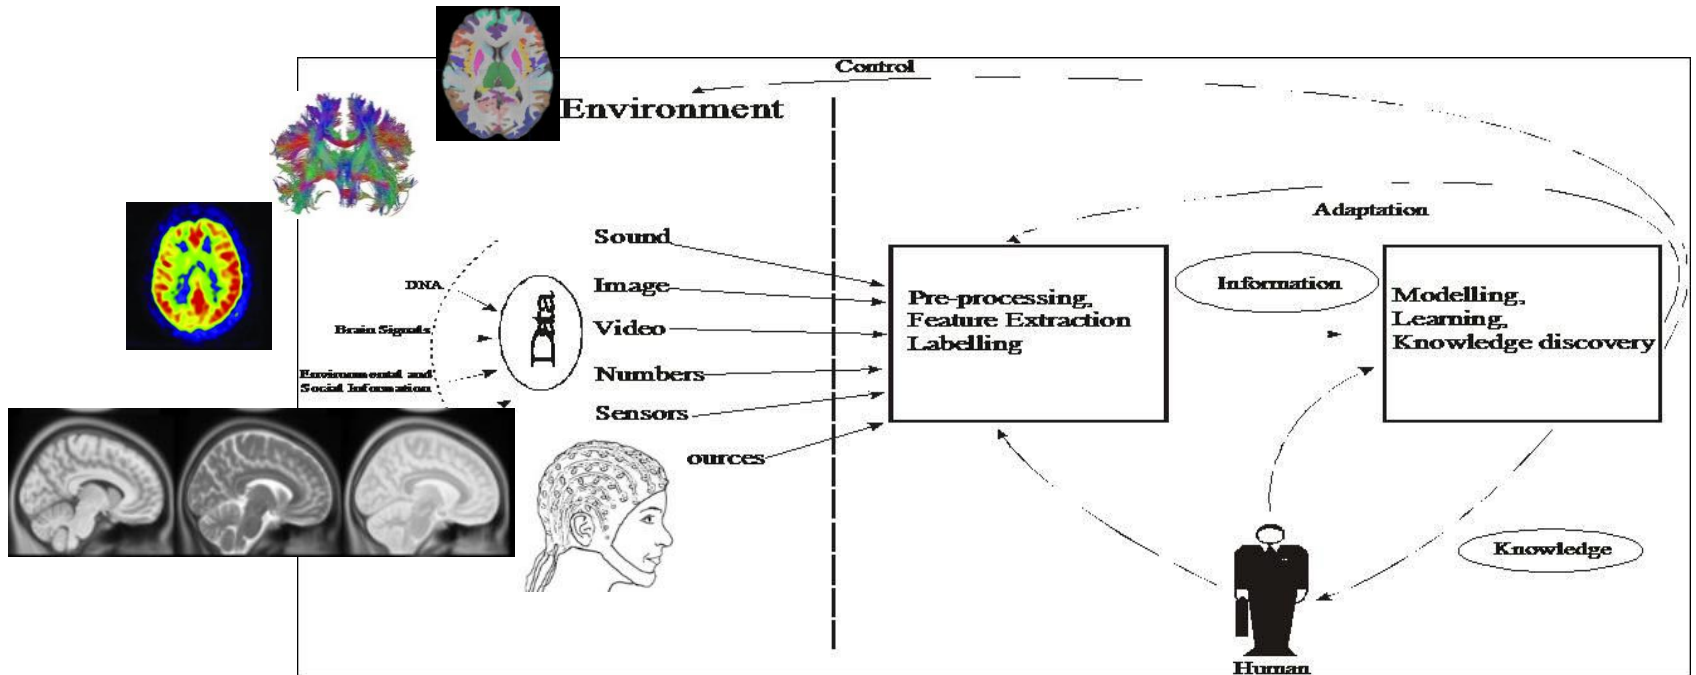 Control
Environment
Adaptation
Sound
DNA
Image
Data
Brain Signals
Video
Environmental and
Social Information
Numbers
Sensors
ources
Pre-processing,
Feature Extraction
Labelling
Information
Modelling,
Learning,
Knowledge discovery
Knowledge
Human